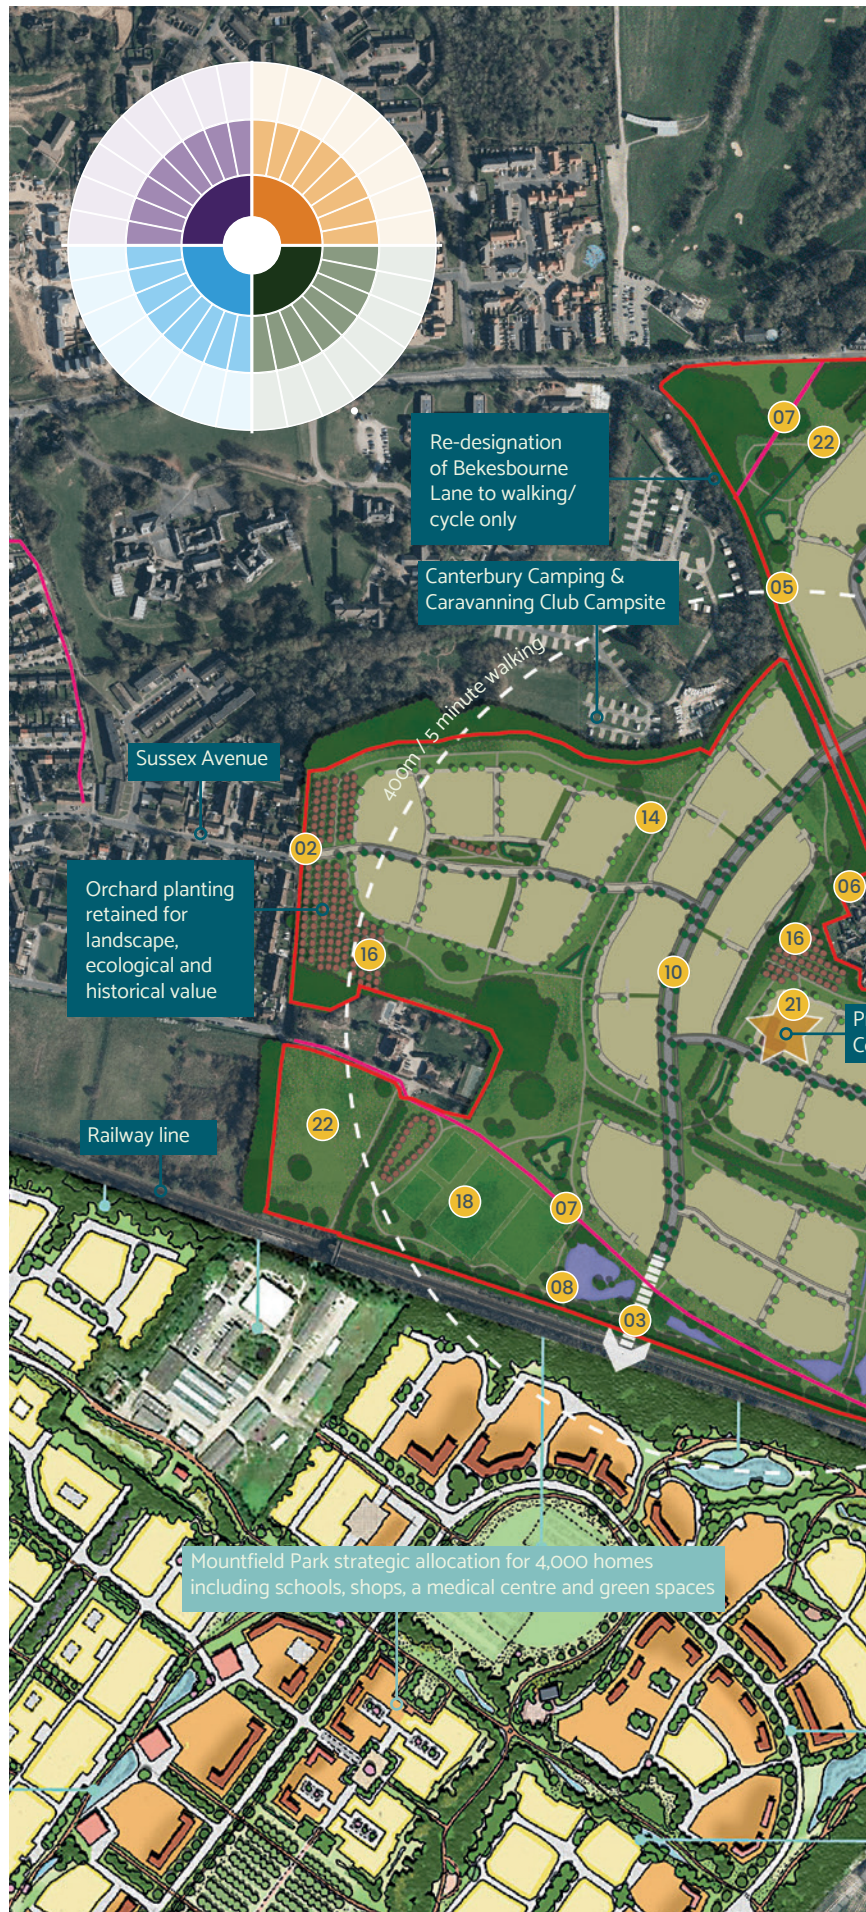 07
22
Re-designation
of Bekesbourne
Lane to walking/
cycle only
Canterbury Camping &
Caravanning Club Campsite
05
400m / 5 minute walking
Sussex Avenue
14
02
Orchard planting
retained for
landscape,
ecological and
historical value
06
16
16
10
21
Railway line
22
18
07
08
03
Mountfield Park strategic allocation for 4,000 homes
including schools, shops, a medical centre and green spaces